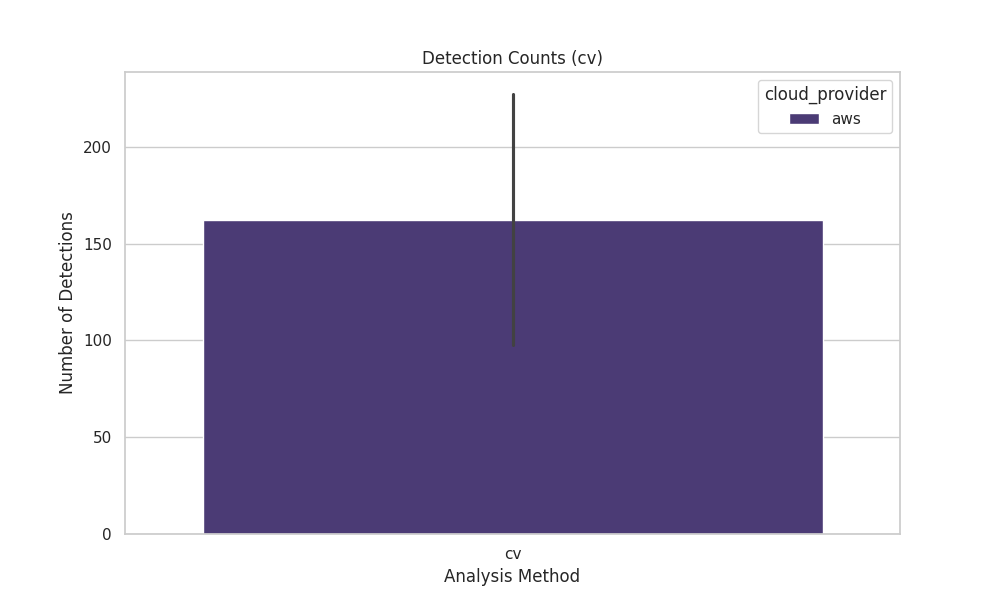 Detection Counts (cv)
cloud_provider
aws
Number of Detections
200
150
100
50
0
cv
Analysis Method